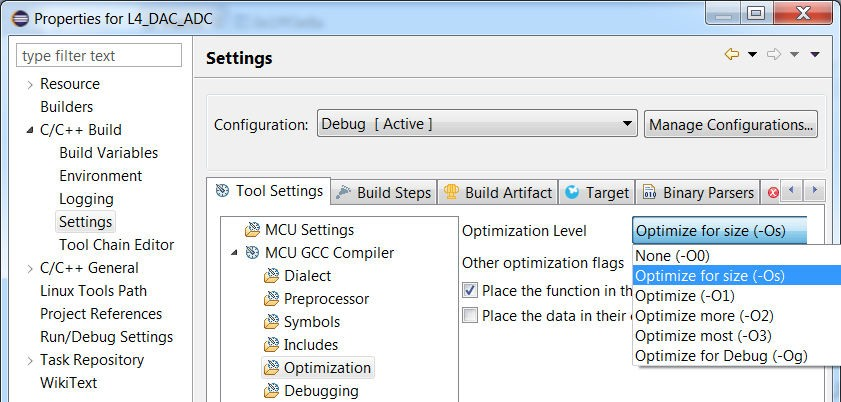 Properties for L4_DAC_ADC
type filter text
Resource
Builders
C/C++ Build
Build Variables
Environment
Logging
Settings
Tool Chain Editor
C/C++ General
Linux Tools Path
Project References
Run/Debug Settings
Task Repository
WikiText
Settings
Configuration: Debug [ Active ]
Manage Configurations...
Tool Settings
Build Steps
Build Artifact
Target
Binary Parsers
MCU Settings
MCU GCC Compiler
Dialect
Preprocessor
Symbols
Includes
Optimization
Debugging
Optimization Level
Optimize for size (-Os)
Other optimization flags
Place the function in th
Place the data in their
None (-O0)
Optimize for size (-Os)
Optimize (-O1)
Optimize more (-O2)
Optimize most (-O3)
Optimize for Debug (-Og)